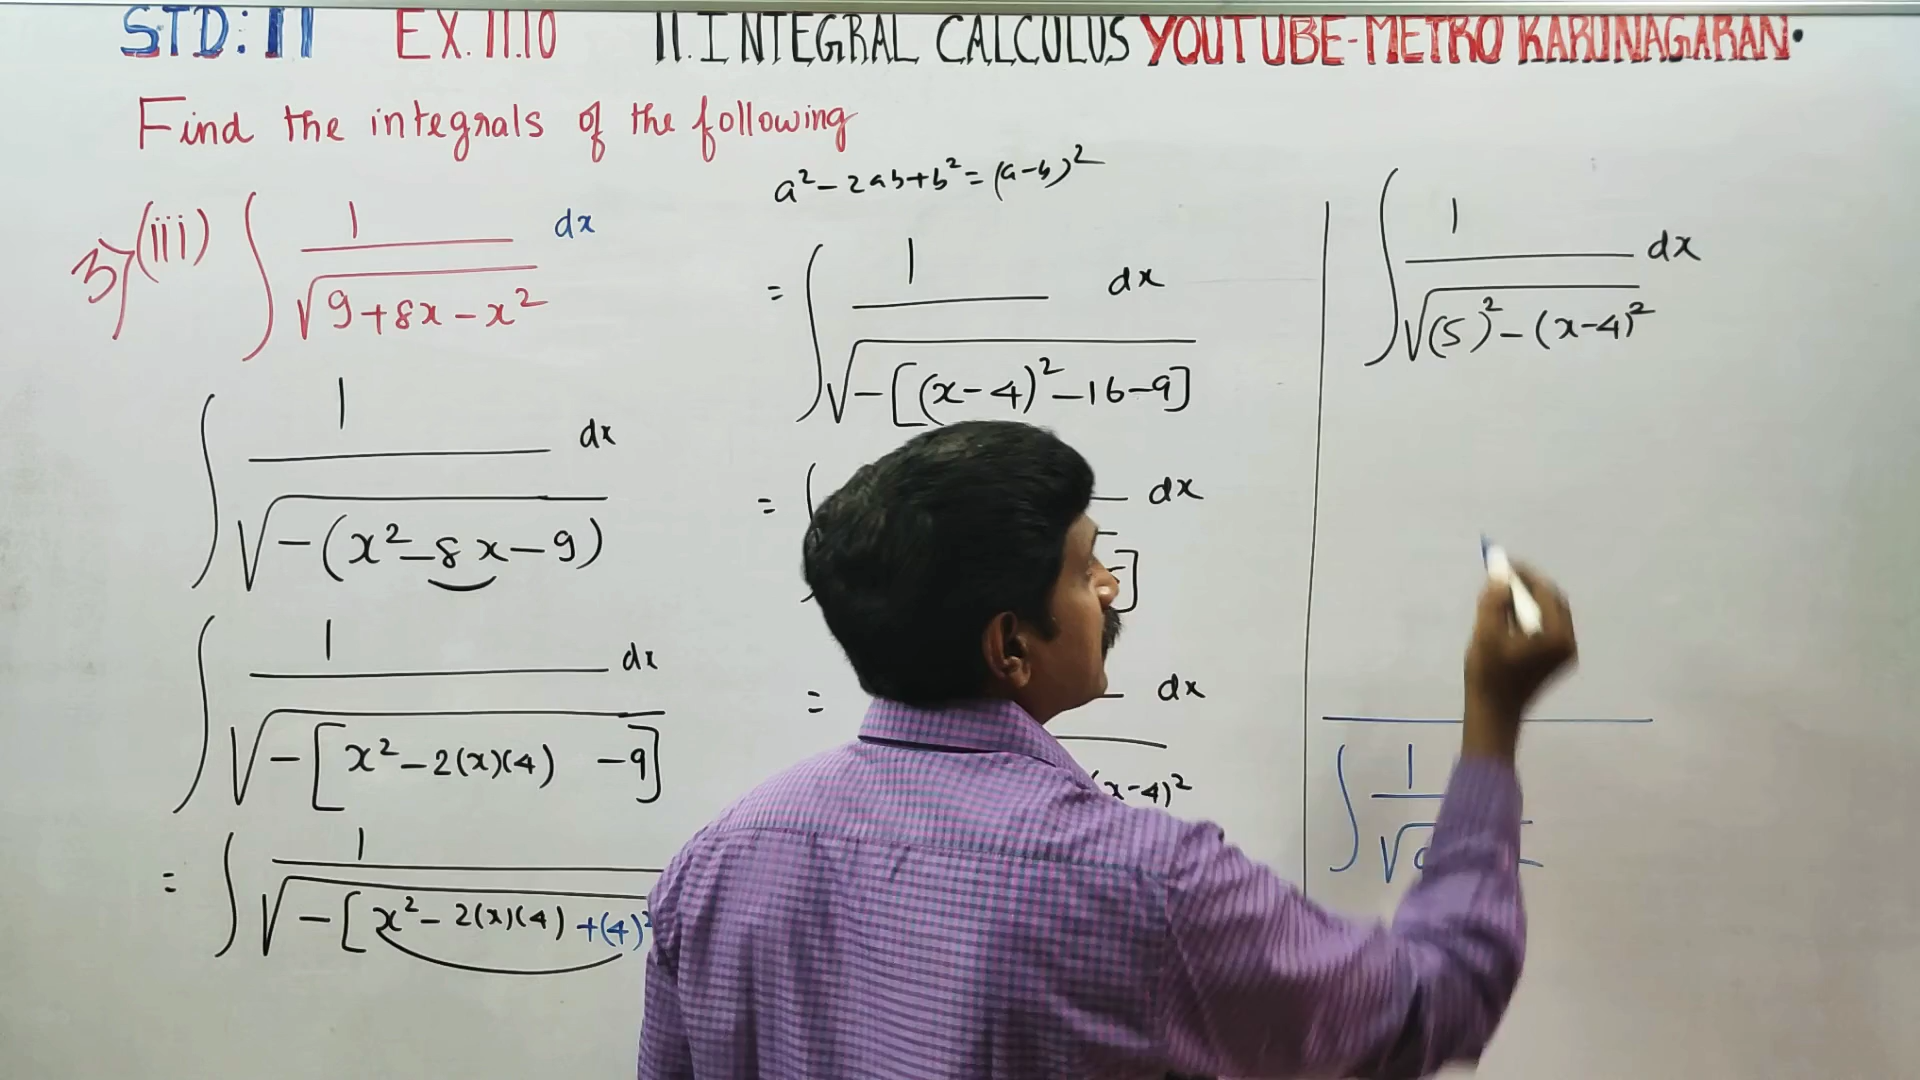 STD: 11 EX. 11.10 11. INTEGRAL CALCULUS YOUTUBE-METRO KARUNAGARAN.
Find the integrals of the following
3) (iii) ∫ 1/√(9+8x-x²) dx
∫ 1/√(-(x²-8x-9)) dx
∫ 1/√(-[x²-2(x)(4) -9]) dx
= ∫ 1/√(-[x²-2(x)(4)+(4)²
a²-2ab+b²=(a-b)²
= ∫ 1/√(-[(x-4)²-16-9]) dx
= ∫ dx
= dx
(x-4)²
∫ 1/√((5)²-(x-4)²) dx
∫ 1/√